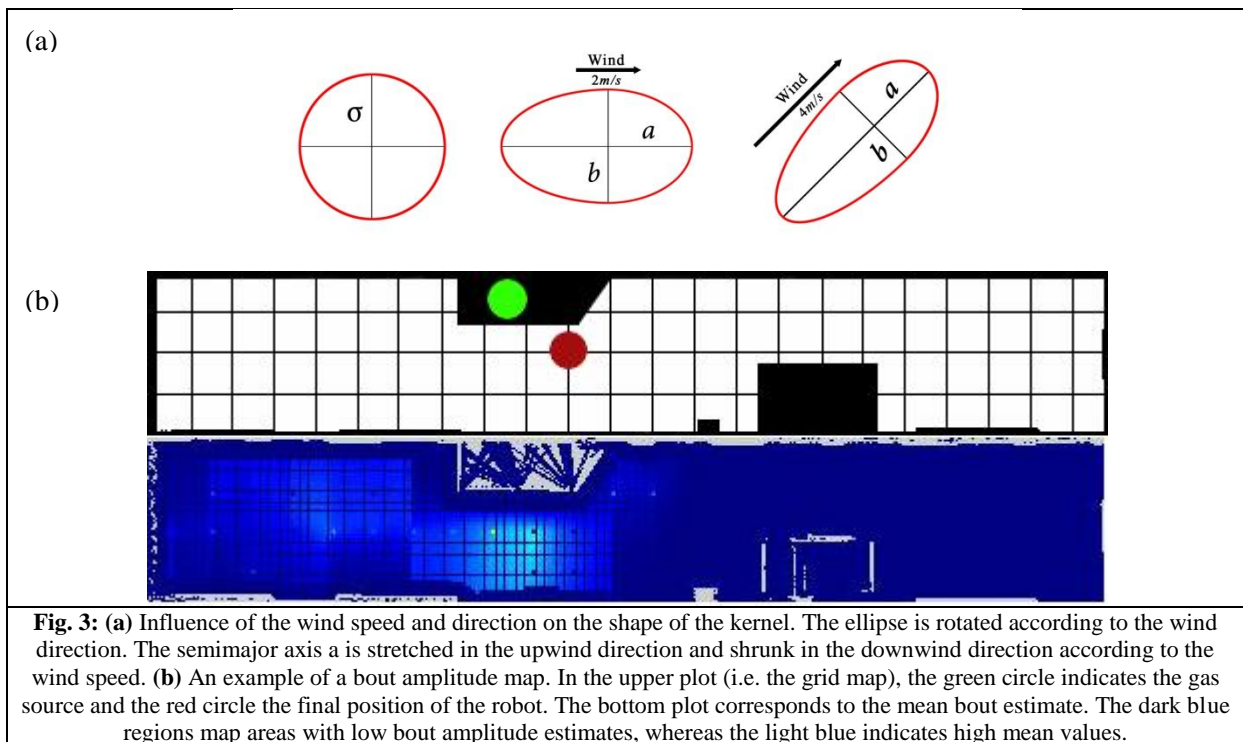 (a)
σ
Wind
2m/s
a
b
Wind
4m/s
a
b
(b)
Fig. 3: (a) Influence of the wind speed and direction on the shape of the kernel. The ellipse is rotated according to the wind
direction. The semimajor axis a is stretched in the upwind direction and shrunk in the downwind direction according to the
wind speed. (b) An example of a bout amplitude map. In the upper plot (i.e. the grid map), the green circle indicates the gas
source and the red circle the final position of the robot. The bottom plot corresponds to the mean bout estimate. The dark blue
regions map areas with low bout amplitude estimates, whereas the light blue indicates high mean values.